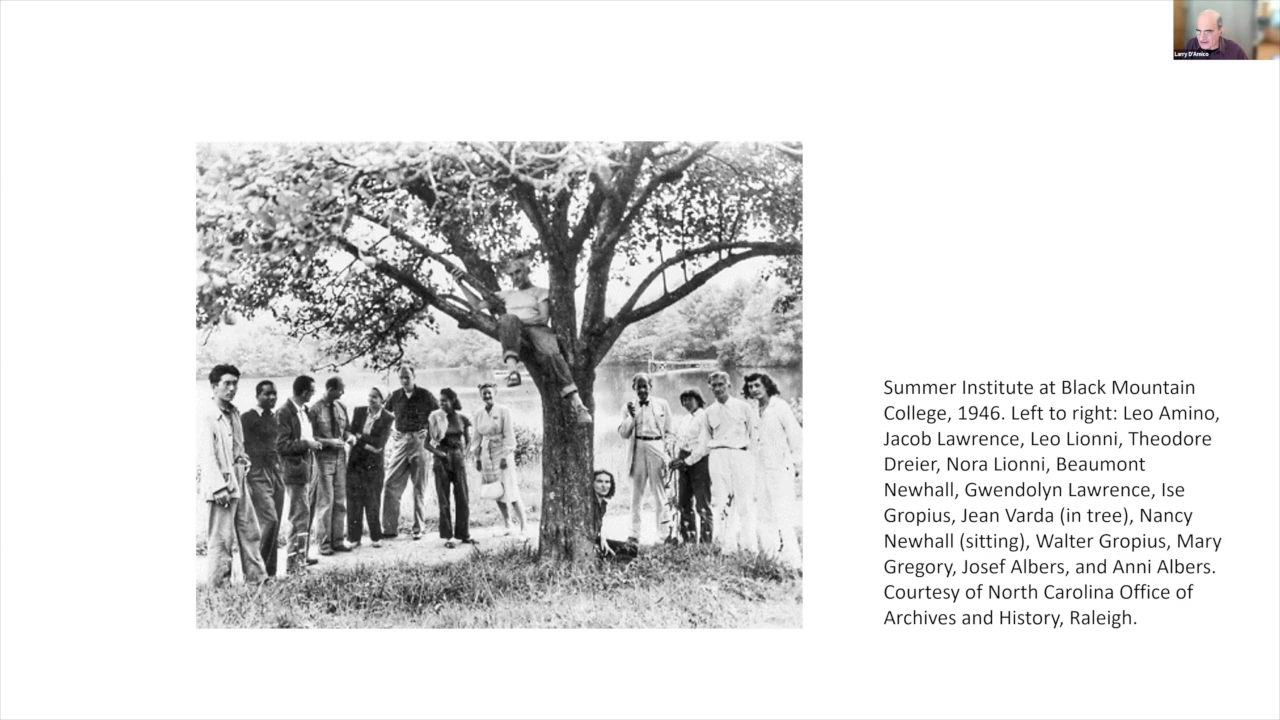 Larry D'Amico
Summer Institute at Black Mountain
College, 1946. Left to right: Leo Amino,
Jacob Lawrence, Leo Lionni, Theodore
Dreier, Nora Lionni, Beaumont
Newhall, Gwendolyn Lawrence, Ise
Gropius, Jean Varda (in tree), Nancy
Newhall (sitting), Walter Gropius, Mary
Gregory, Josef Albers, and Anni Albers.
Courtesy of North Carolina Office of
Archives and History, Raleigh.